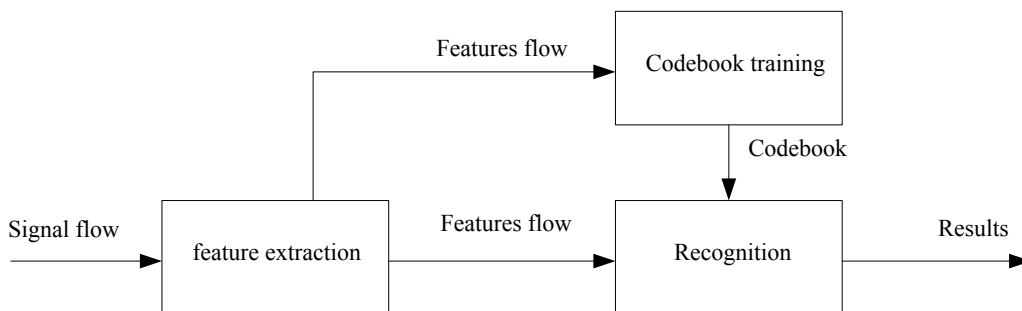 Features flow
Codebook training
Codebook
Signal flow
feature extraction
Features flow
Recognition
Results